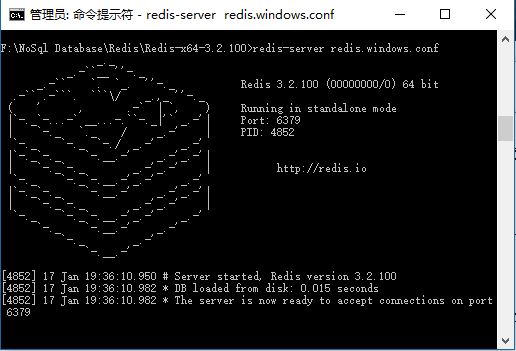 管理员: 命令提示符 - redis-server redis.windows.conf
F:\NoSql Database\Redis\Redis-x64-3.2.100>redis-server redis.windows.conf
Redis 3.2.100 (00000000/0) 64 bit
Running in standalone mode
Port: 6379
PID: 4852
http://redis.io
[4852] 17 Jan 19:36:10.950 # Server started, Redis version 3.2.100
[4852] 17 Jan 19:36:10.982 * DB loaded from disk: 0.015 seconds
[4852] 17 Jan 19:36:10.982 * The server is now ready to accept connections on port
6379